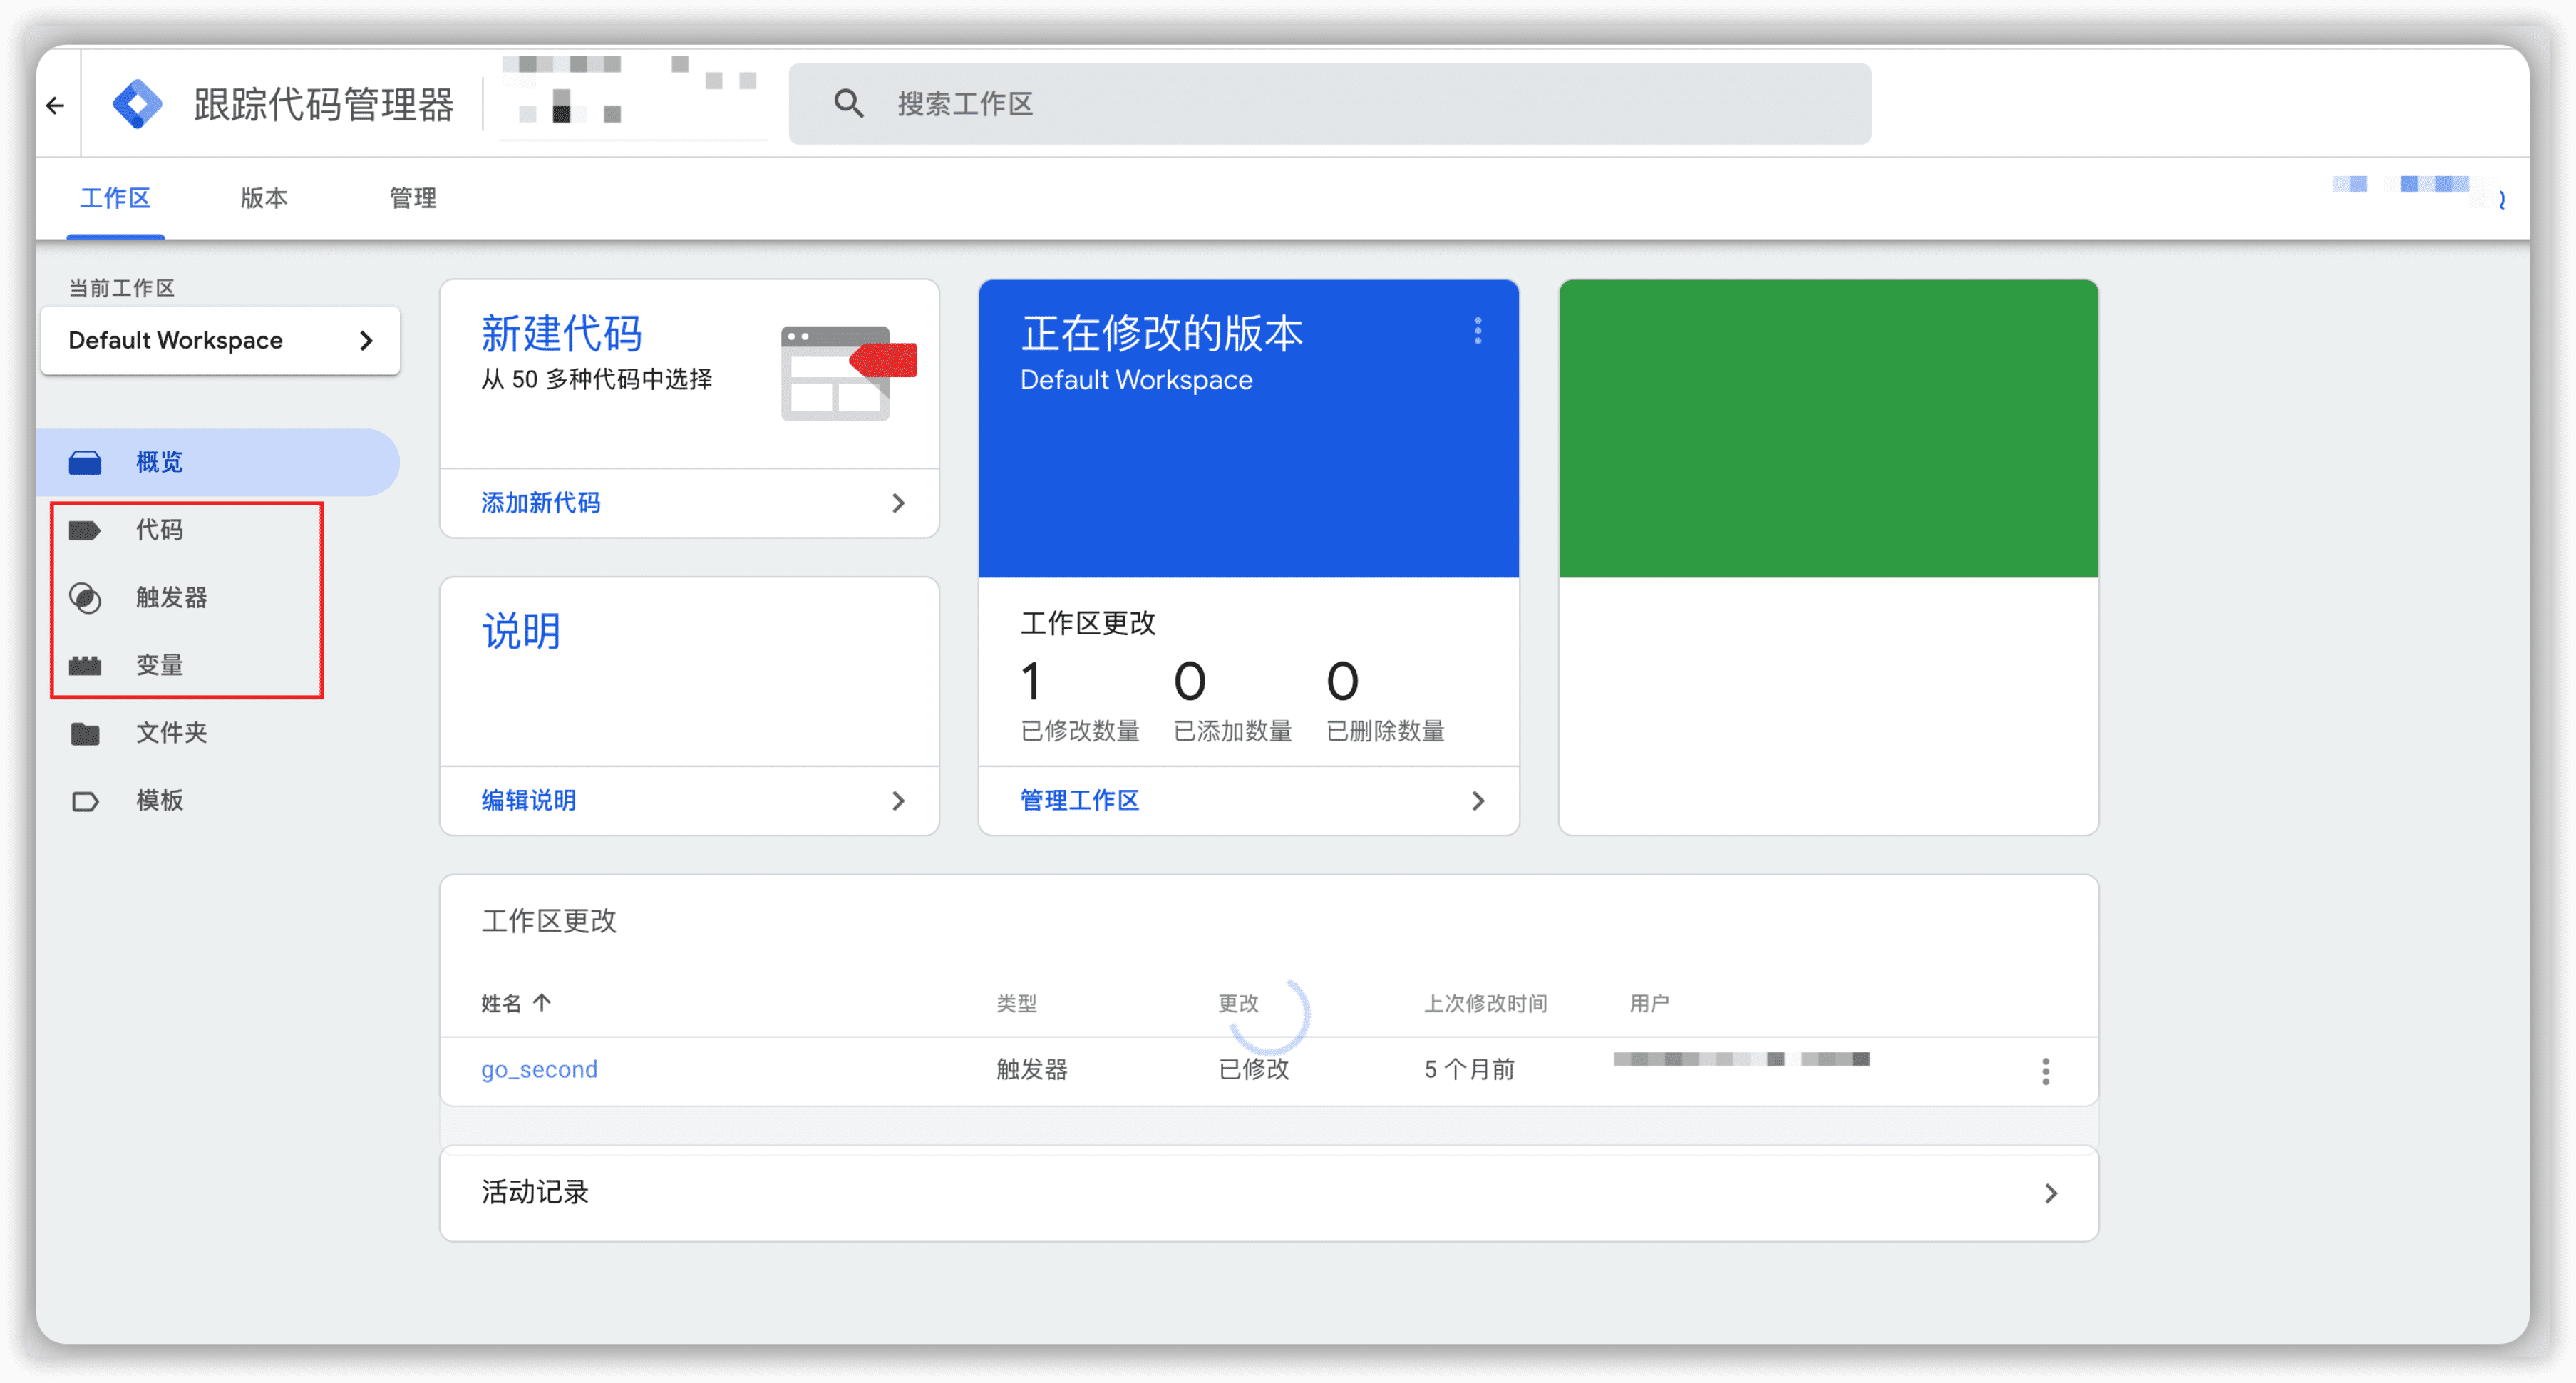 跟踪代码管理器
搜索工作区
工作区
版本
管理
当前工作区
Default Workspace
概览
代码
触发器
变量
文件夹
模板
新建代码
从 50 多种代码中选择
添加新代码
说明
编辑说明
正在修改的版本
Default Workspace
工作区更改
1
0
0
已修改数量
已添加数量
已删除数量
管理工作区
工作区更改
姓名
类型
更改
上次修改时间
用户
go_second
触发器
已修改
5 个月前
活动记录